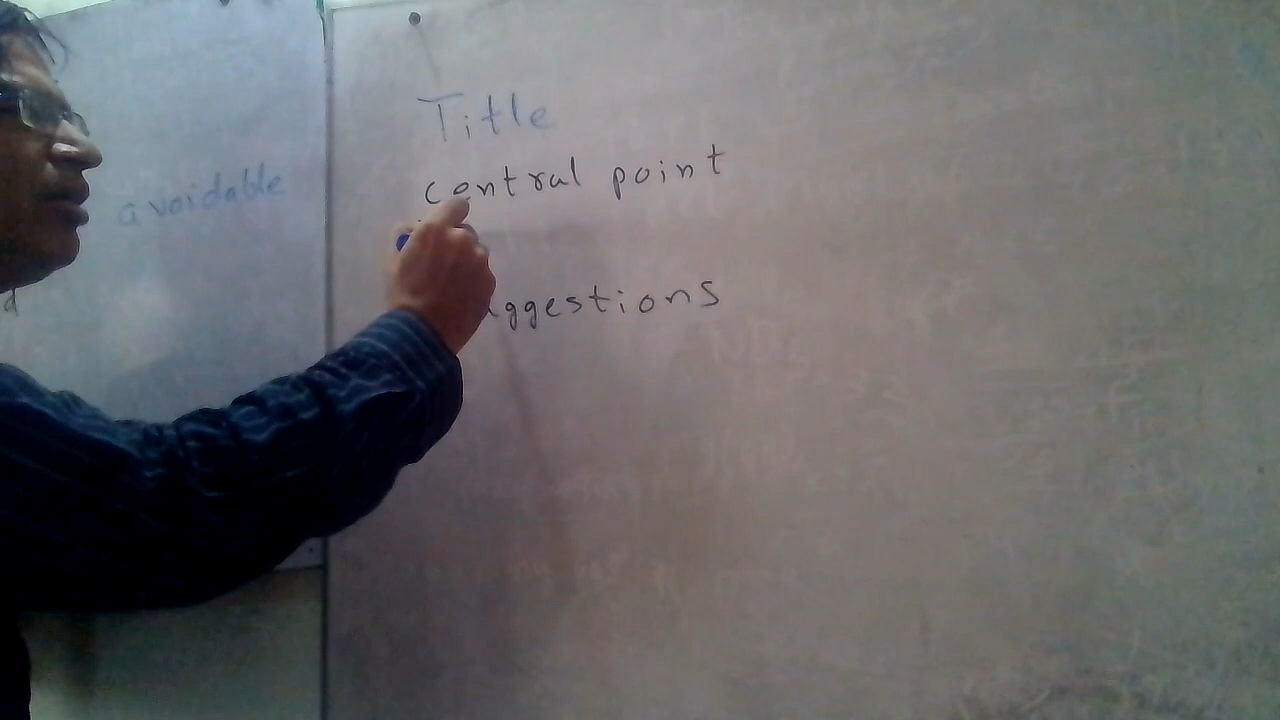 avoidable
d
Title
central point
ggestions